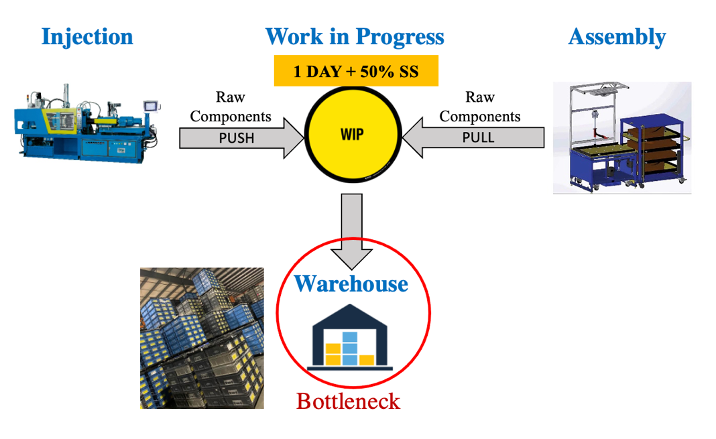 Injection
Work in Progress
Assembly
1 DAY + 50% SS
Raw
Components
PUSH
WIP
Raw
Components
PULL
Warehouse
Bottleneck